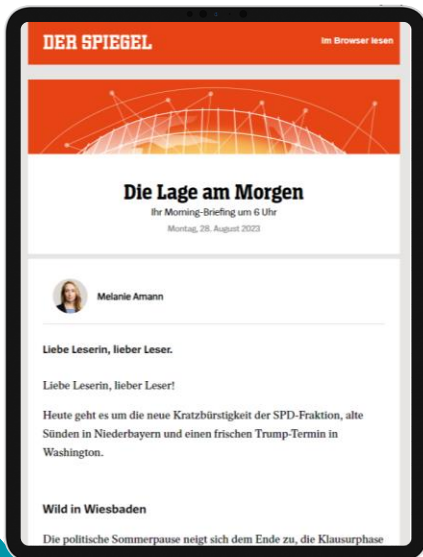 DER SPIEGEL
Im Browser lesen
Die Lage am Morgen
Ihr Morning-Briefing um 6 Uhr
Montag, 28. August 2023
Melanie Amann
Liebe Leserin, lieber Leser.
Liebe Leserin, lieber Leser!
Heute geht es um die neue Kratzbürstigkeit der SPD-Fraktion, alte
Sünden in Niederbayern und einen frischen Trump-Termin in
Washington.
Wild in Wiesbaden
Die politische Sommerpause neigt sich dem Ende zu, die Klausurphase